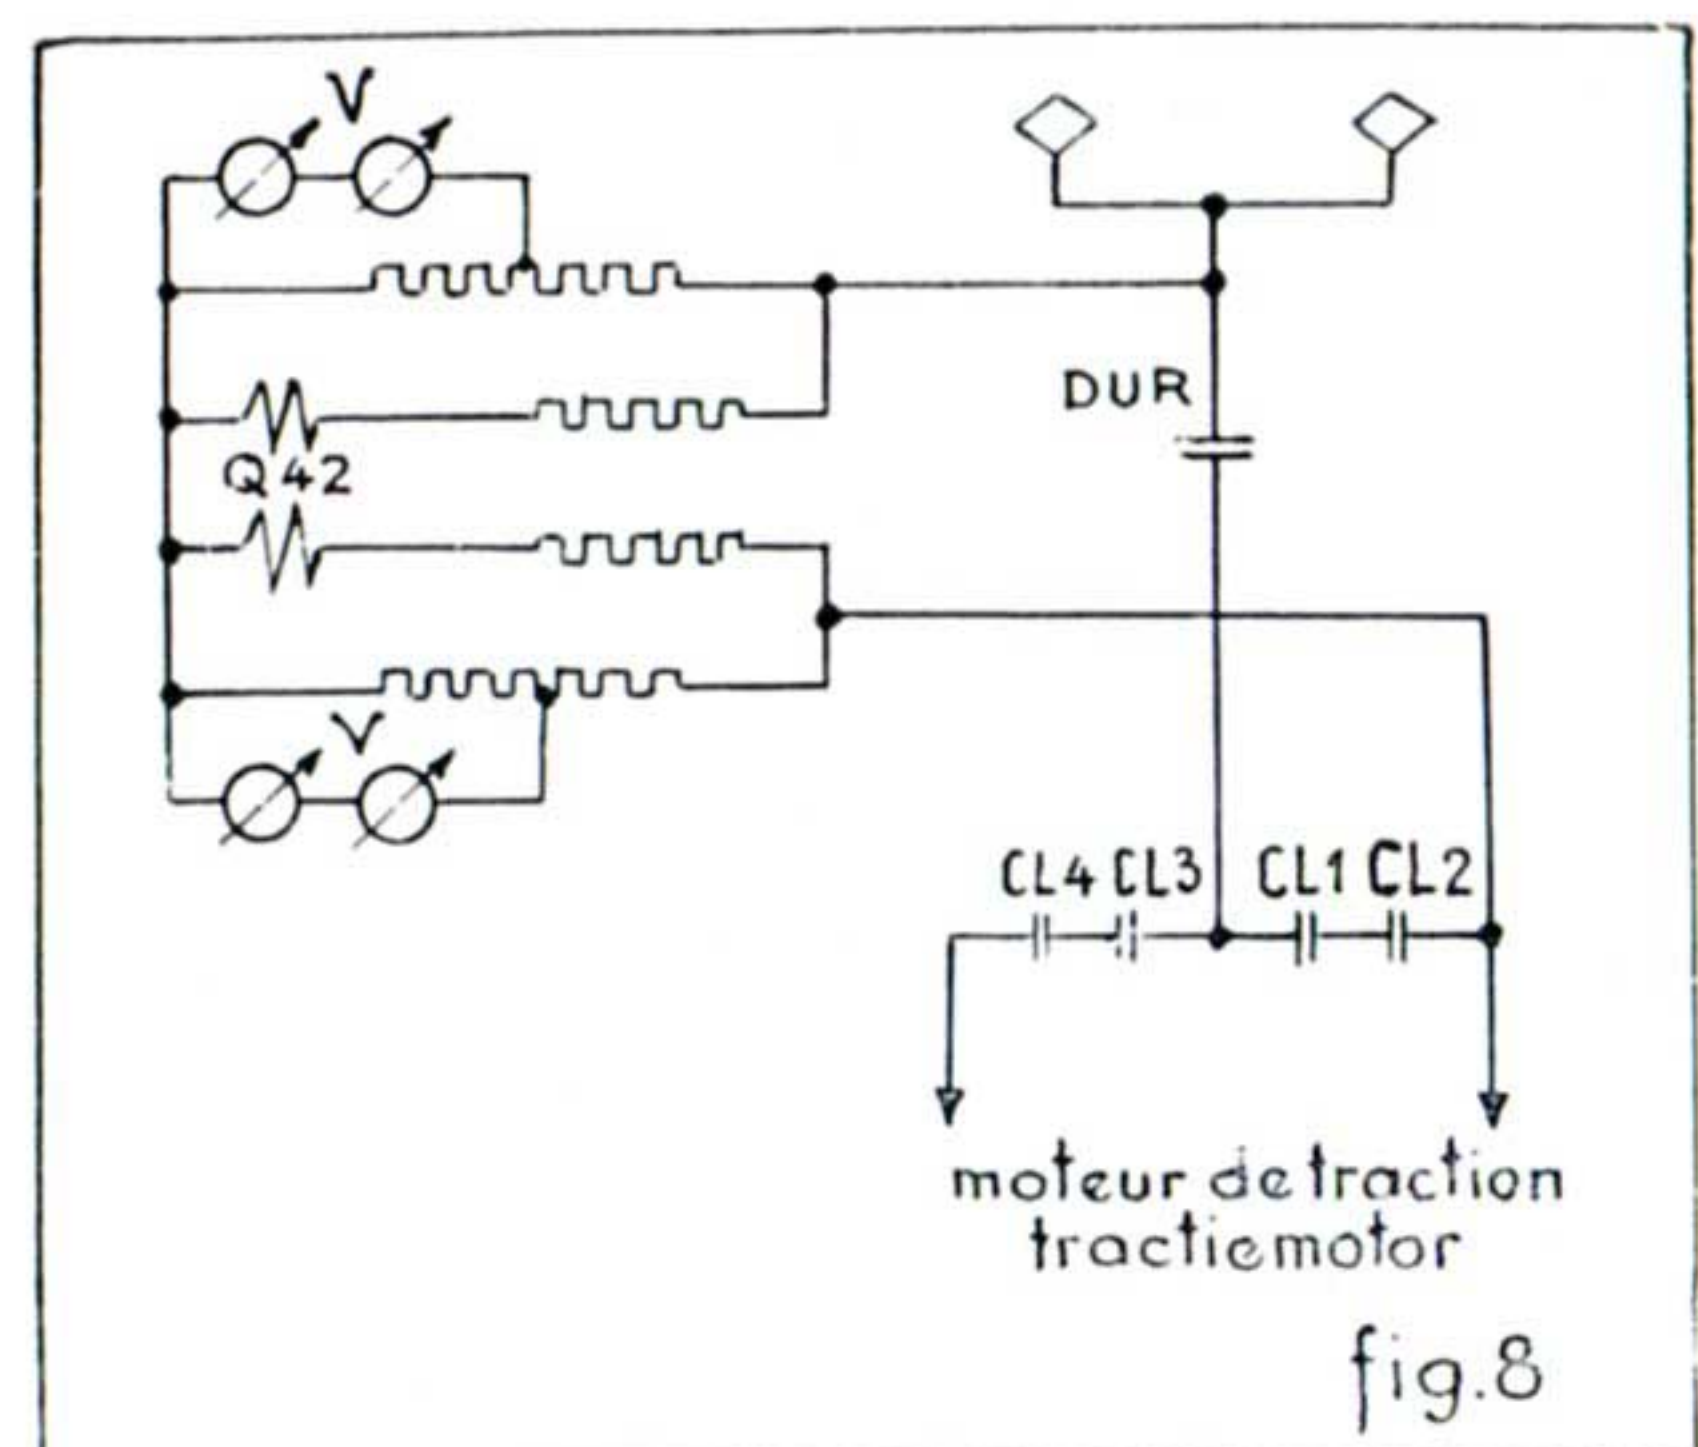 V
DUR
Q42
V
CL4 CL3 CL1 CL2
moteur de traction
tractiemotor
fig.8